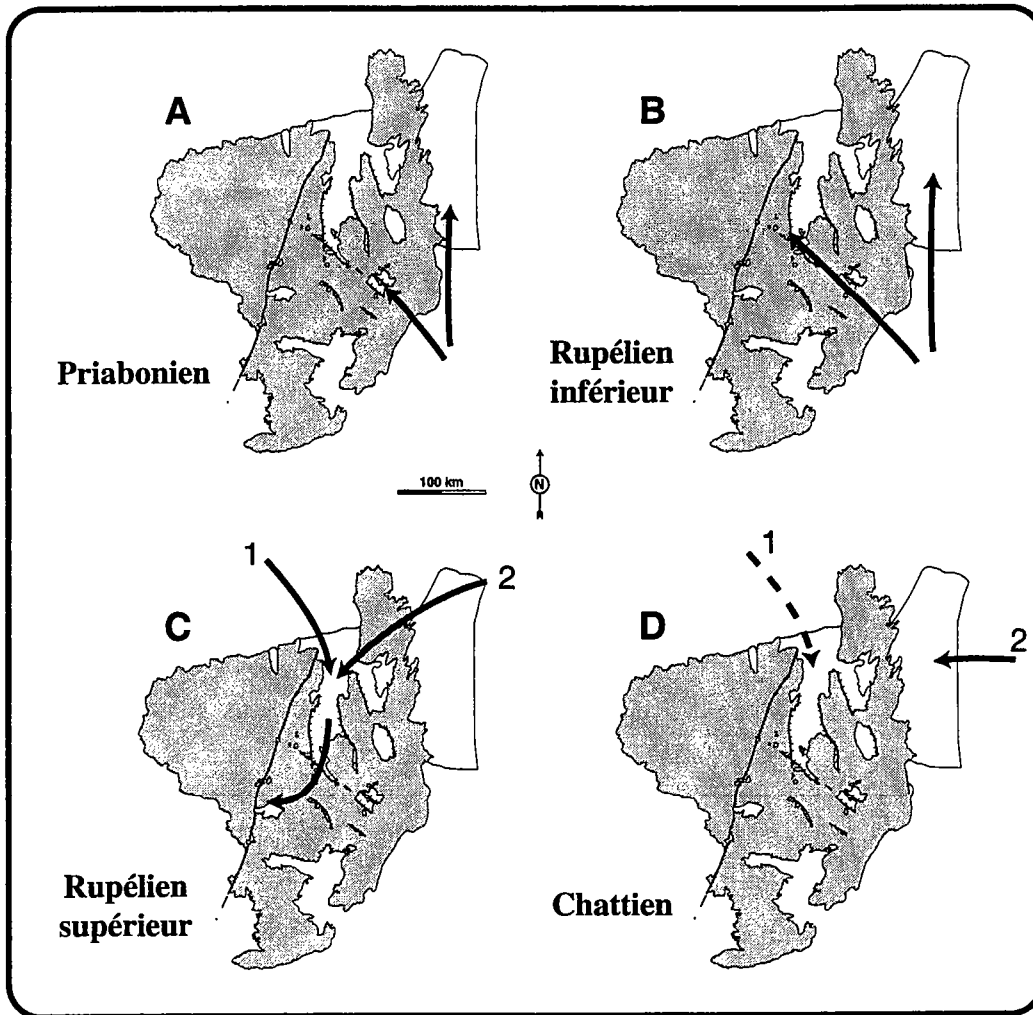 A
B
Priabonien
Rupélien
inférieur
100 km
N
1
2
C
Rupélien
supérieur
1
2
D
Chattien